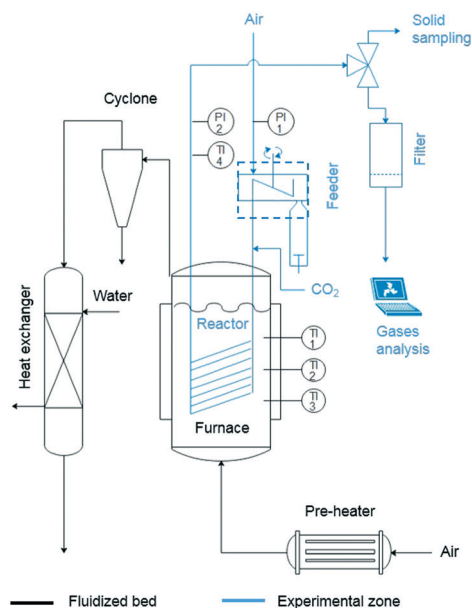 Air
Solid
sampling
Cyclone
PI
2
PI
1
TI
4
Filter
Feeder
CO2
Water
Heat exchanger
Reactor
Gases
analysis
TI
1
TI
2
TI
3
Furnace
Pre-heater
Air
Fluidized bed
Experimental zone